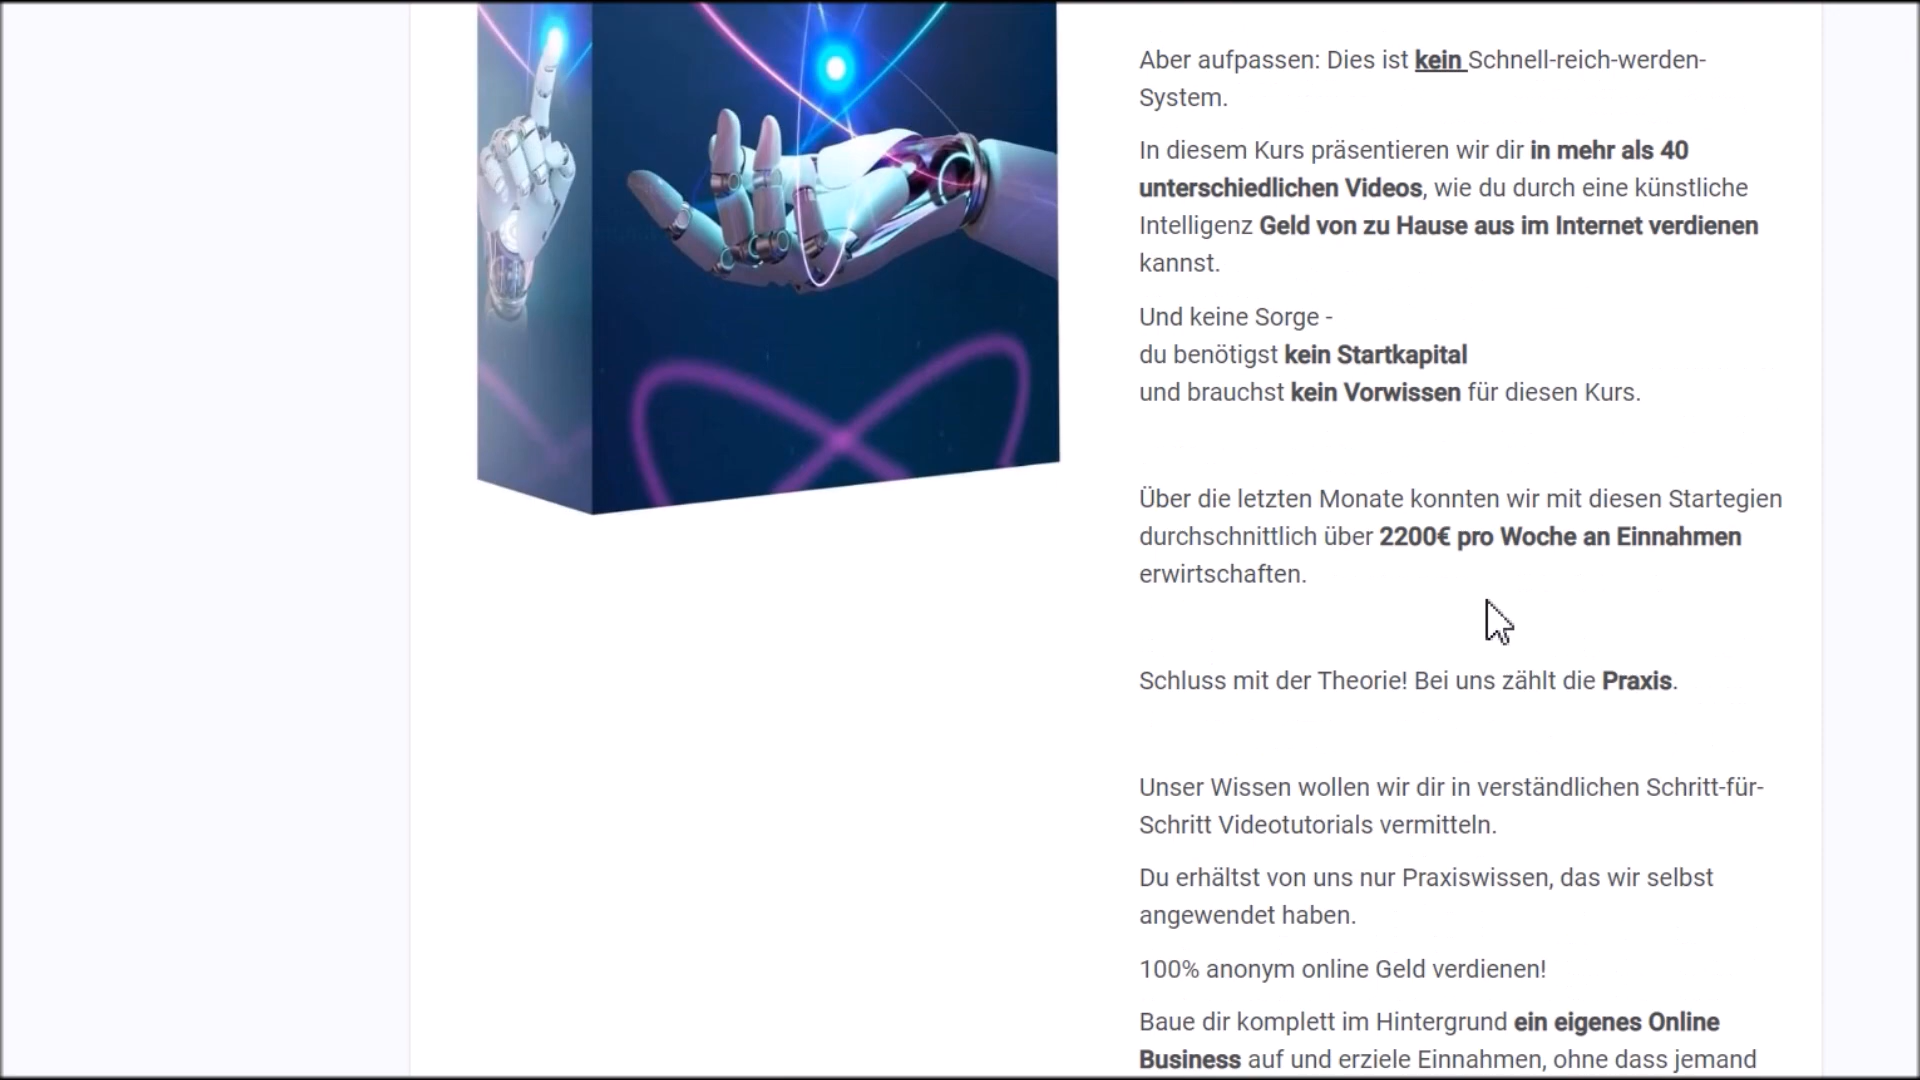 Aber aufpassen: Dies ist kein Schnell-reich-werden-
System.
In diesem Kurs präsentieren wir dir in mehr als 40
unterschiedlichen Videos, wie du durch eine künstliche
Intelligenz Geld von zu Hause aus im Internet verdienen
kannst.
Und keine Sorge -
du benötigst kein Startkapital
und brauchst kein Vorwissen für diesen Kurs.
Über die letzten Monate konnten wir mit diesen Startegien
durchschnittlich über 2200€ pro Woche an Einnahmen
erwirtschaften.
Schluss mit der Theorie! Bei uns zählt die Praxis.
Unser Wissen wollen wir dir in verständlichen Schritt-für-
Schritt Videotutorials vermitteln.
Du erhältst von uns nur Praxiswissen, das wir selbst
angewendet haben.
100% anonym online Geld verdienen!
Baue dir komplett im Hintergrund ein eigenes Online
Business auf und erziele Einnahmen, ohne dass jemand